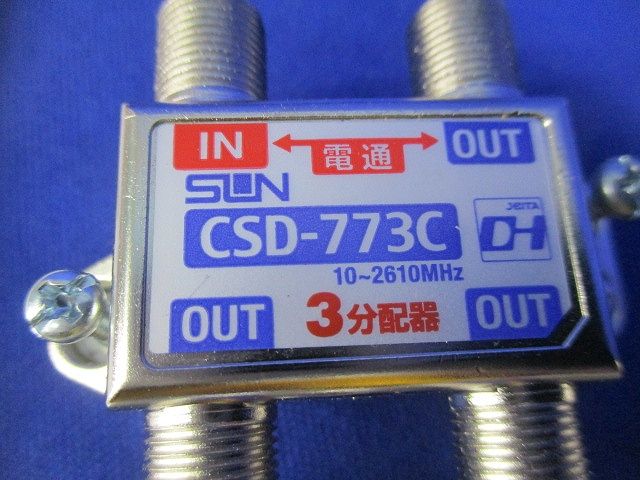 IN 電通 OUT
SUN
CSD-773C
JEITA
DH
10~2610MHz
OUT 3分配器 OUT